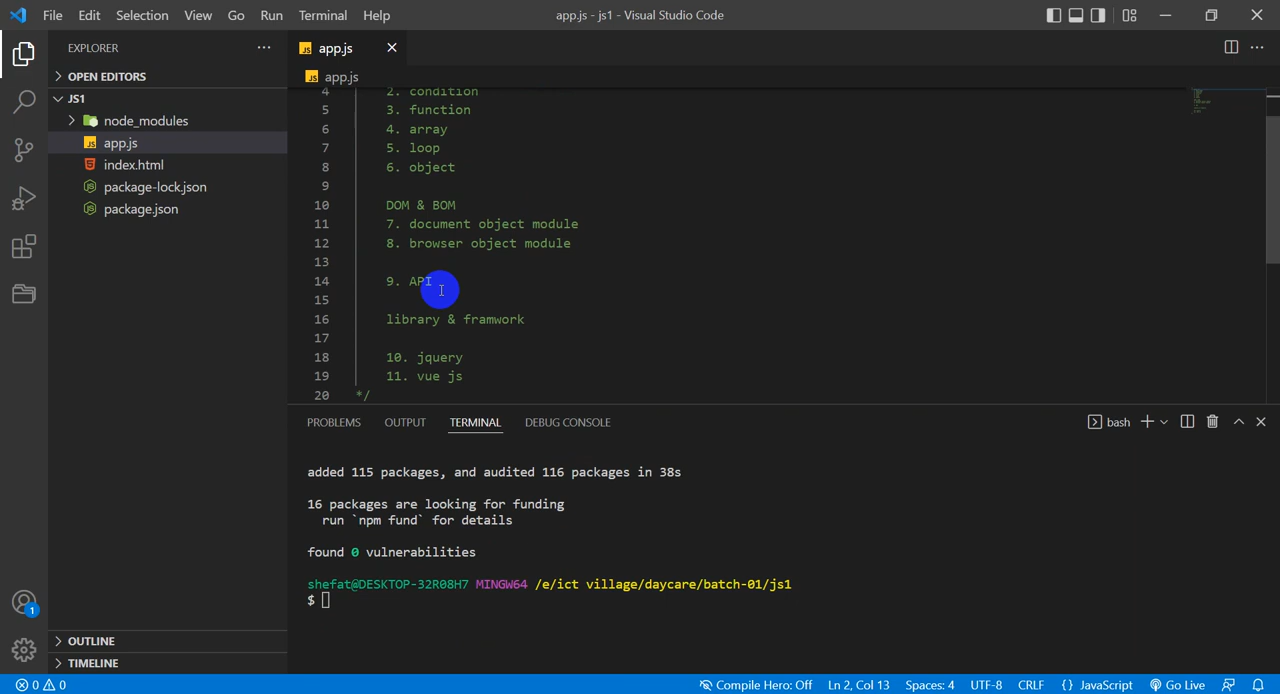 File Edit Selection View Go Run Terminal Help
app.js - js1 - Visual Studio Code
EXPLORER
OPEN EDITORS
JS1
node_modules
app.js
index.html
package-lock.json
package.json
OUTLINE
TIMELINE
1
app.js
app.js
4 2. condition
5 3. function
6 4. array
7 5. loop
8 6. object
9
10 DOM & BOM
11 7. document object module
12 8. browser object module
13
14 9. API
15
16 library & framwork
17
18 10. jquery
19 11. vue js
20 */
PROBLEMS OUTPUT TERMINAL DEBUG CONSOLE
bash
added 115 packages, and audited 116 packages in 38s
16 packages are looking for funding
run `npm fund` for details
found 0 vulnerabilities
shefat@DESKTOP-32R08H7 MINGW64 /e/ict village/daycare/batch-01/js1
$
0 0
Compile Hero: Off Ln 2, Col 13 Spaces: 4 UTF-8 CRLF {} JavaScript Go Live